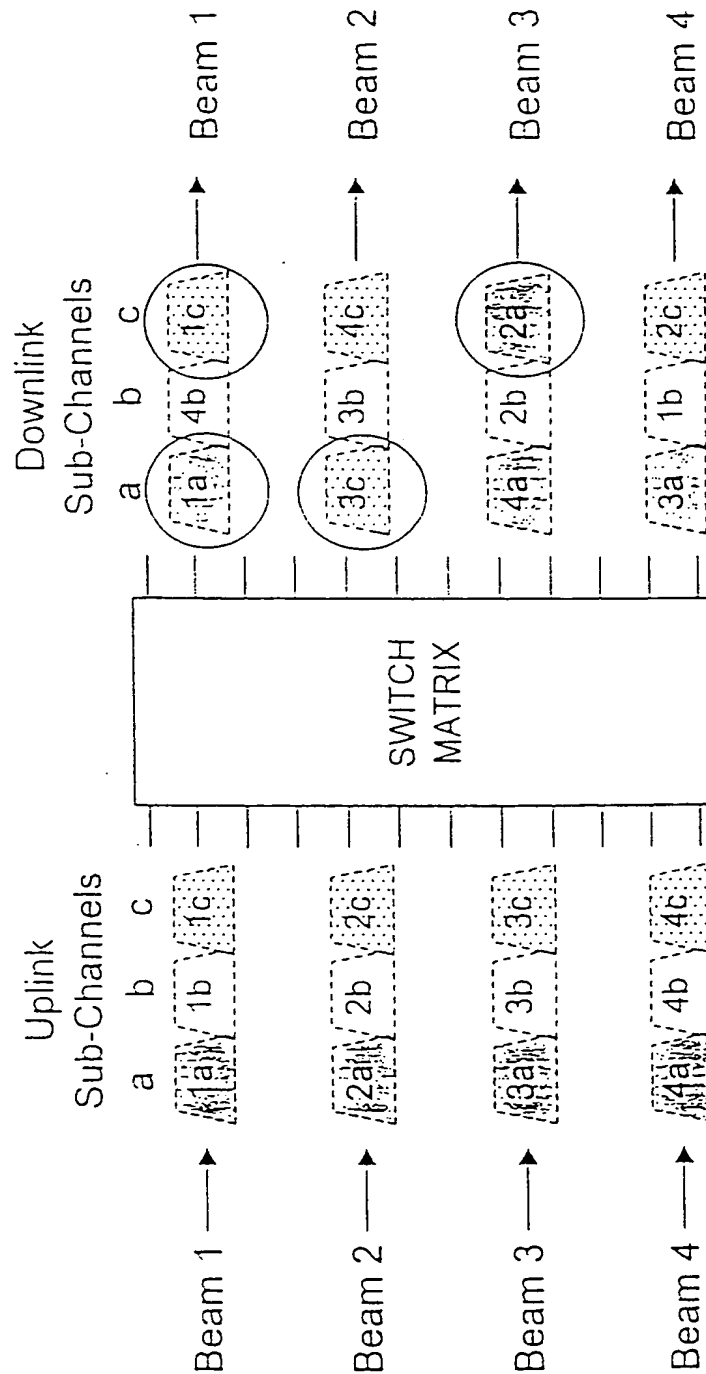 Uplink
Sub-Channels
a b c
Downlink
Sub-Channels
a b c
Beam 1 1a 1b 1c
Beam 2 2a 2b 2c
Beam 3 3a 3b 3c
Beam 4 4a 4b 4c
SWITCH
MATRIX
1a 4b 1c Beam 1
3c 3b 4c Beam 2
4a 2b 2a Beam 3
3a 1b 2c Beam 4